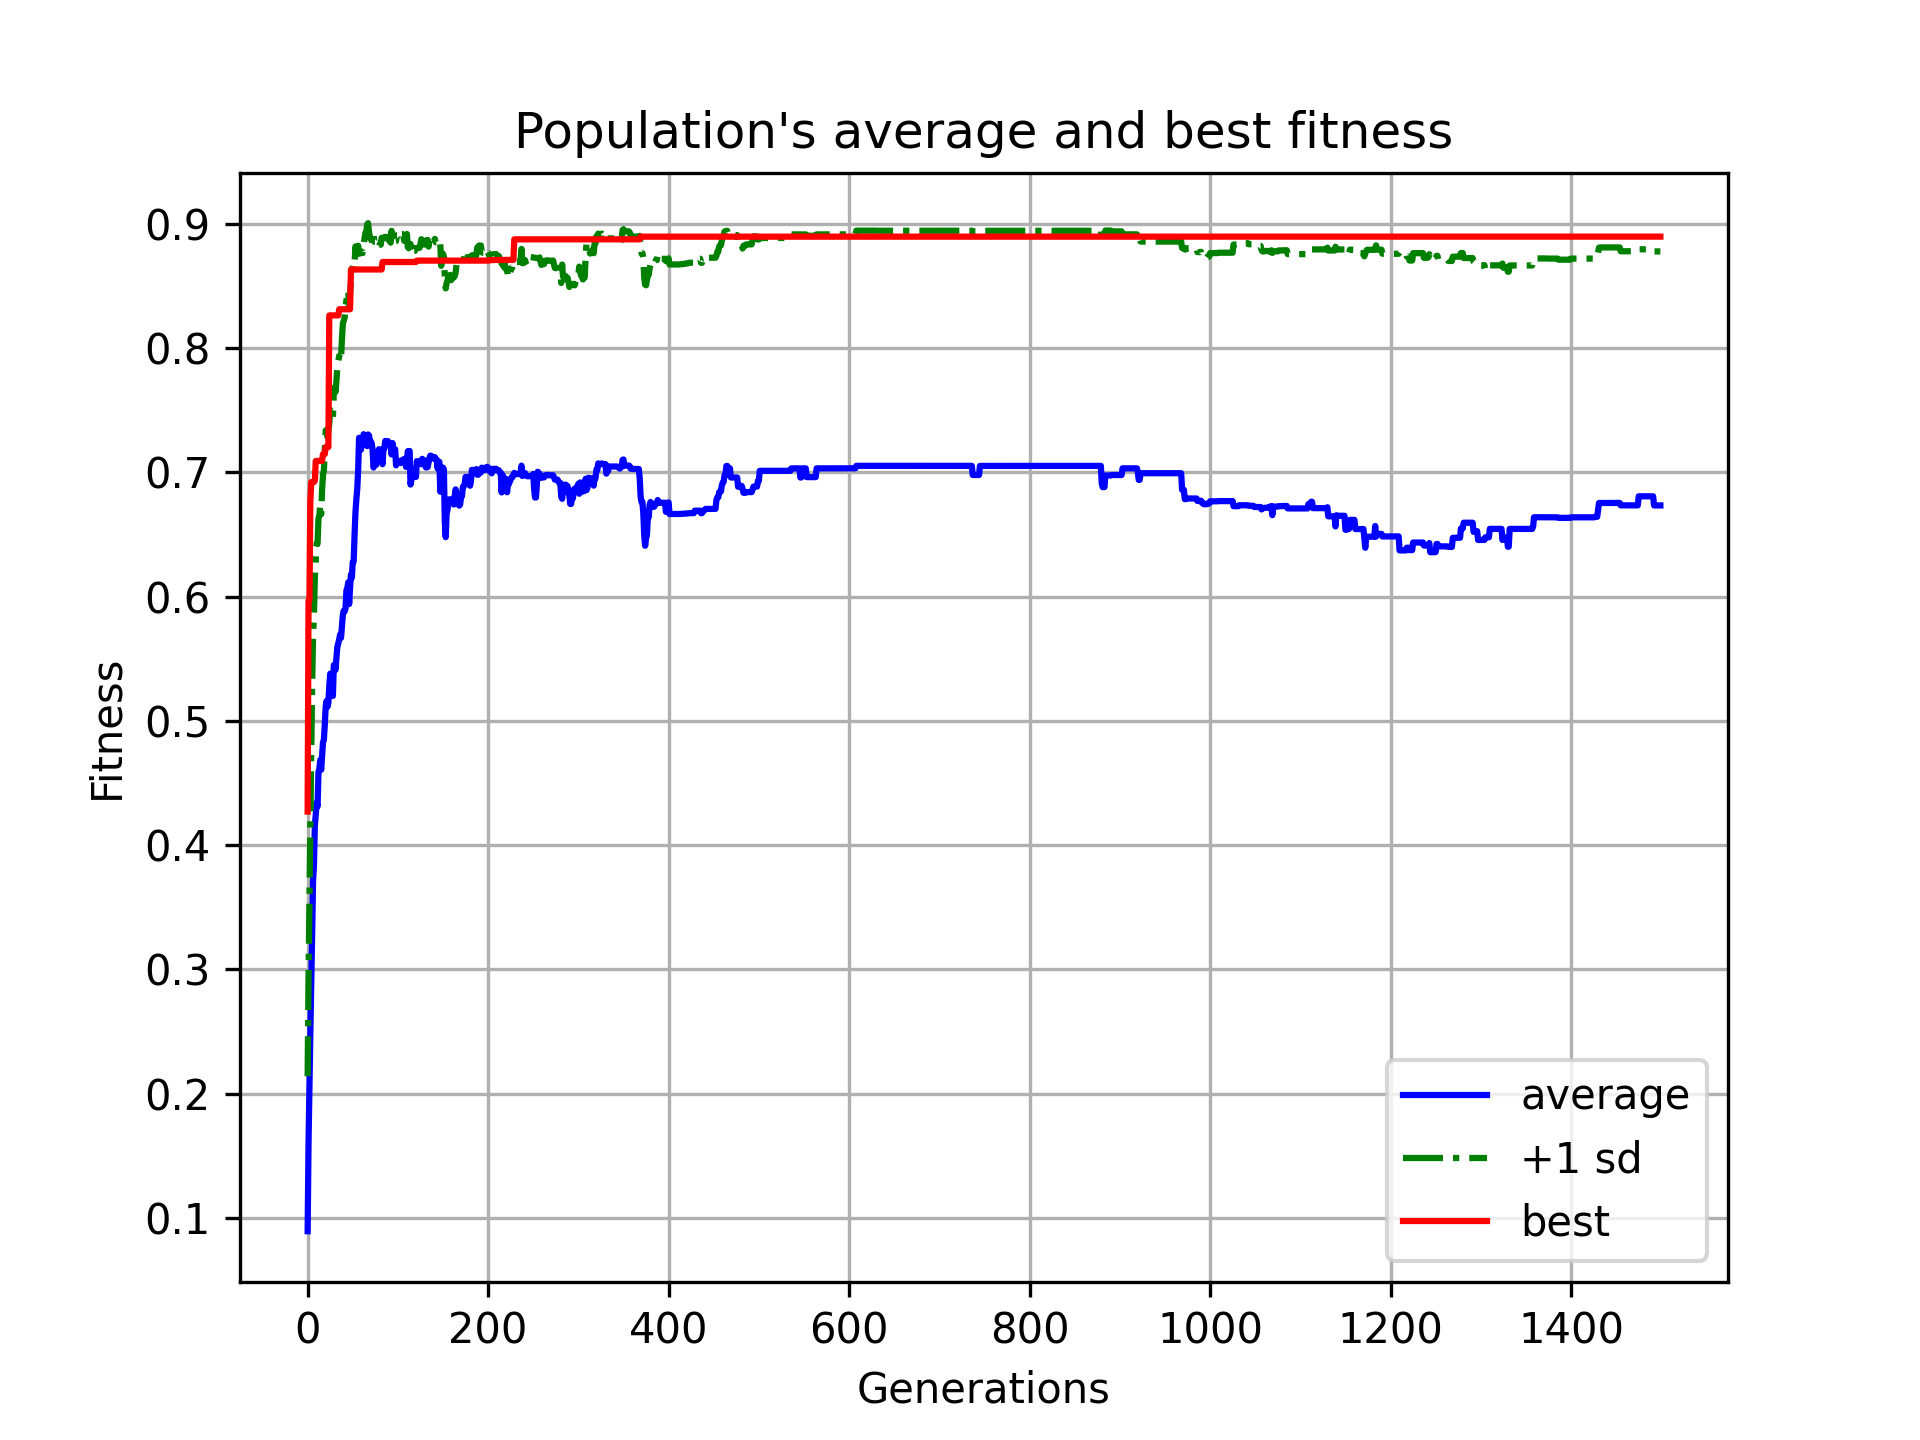 Population's average and best fitness
0.9
0.8
0.7
0.6
0.5
0.4
0.3
0.2
0.1
Fitness
0 200 400 600 800 1000 1200 1400
Generations
average
+1 sd
best